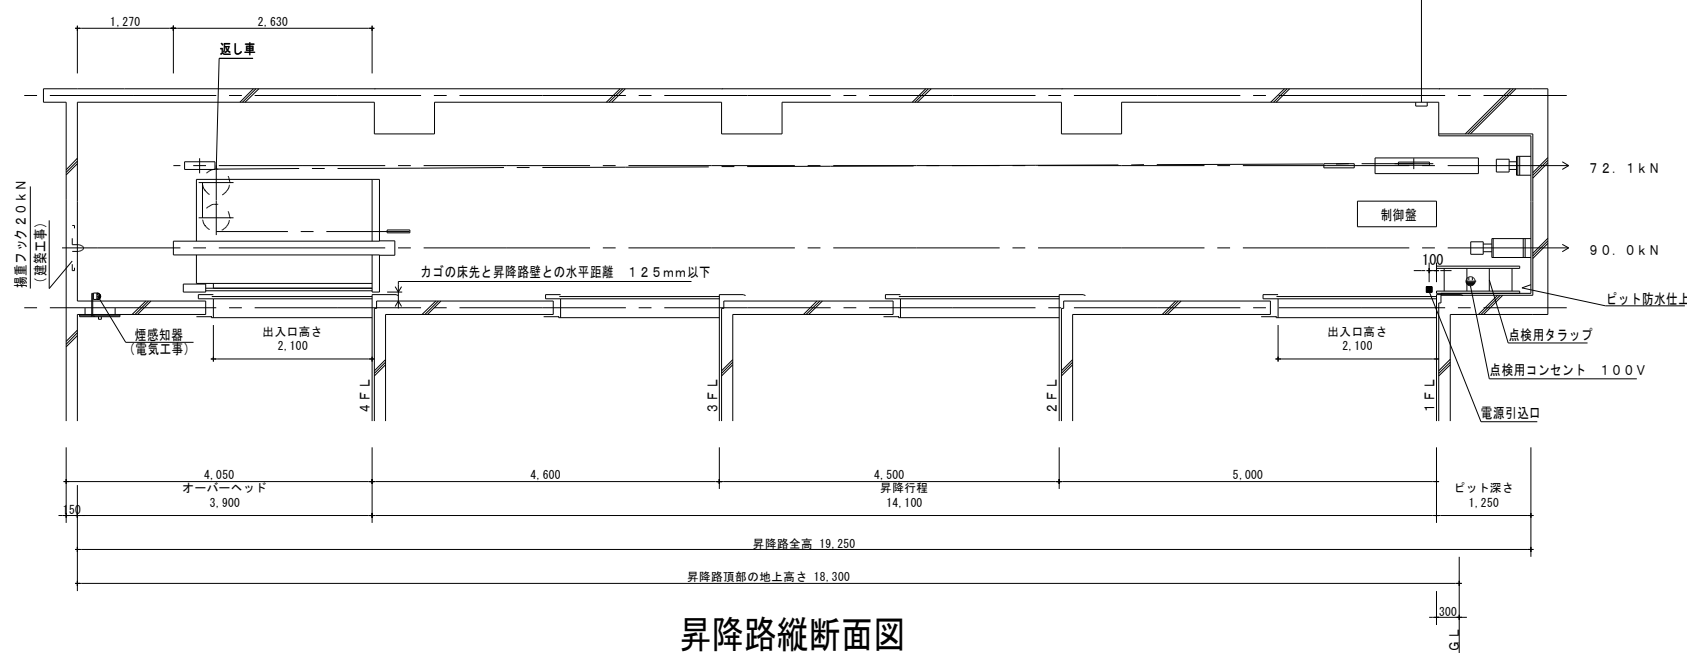 1,270
2,630
返し車
揚重フック20kN
(建築工事)
72.1kN
制御盤
90.0kN
100
カゴの床先と昇降路壁との水平距離 125mm以下
ピット防水仕上
煙感知器
(電気工事)
出入口高さ
2,100
出入口高さ
2,100
点検用タラップ
点検用コンセント 100V
電源引込口
4FL
3FL
2FL
1FL
4,050
4,600
4,500
5,000
オーバーヘッド
3,900
昇降行程
14,100
ピット深さ
1,250
150
昇降路全高 19,250
昇降路頂部の地上高さ 18,300
300
GL
昇降路縦断面図